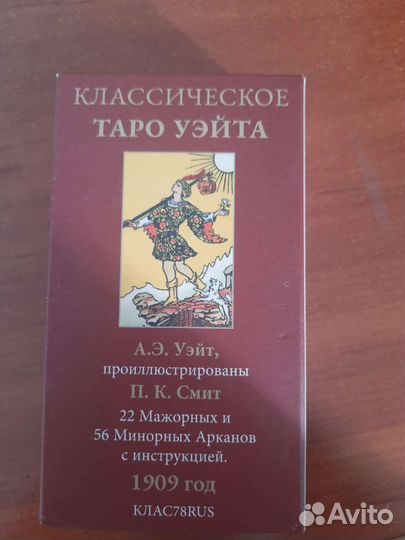 КЛАССИЧЕСКОЕ
ТАРО УЭЙТА
А.Э. Уэйт,
проиллюстрированы
П. К. Смит
22 Мажорных и
56 Минорных Арканов
с инструкцией.
1909 год
КЛАС78RUS
Avito